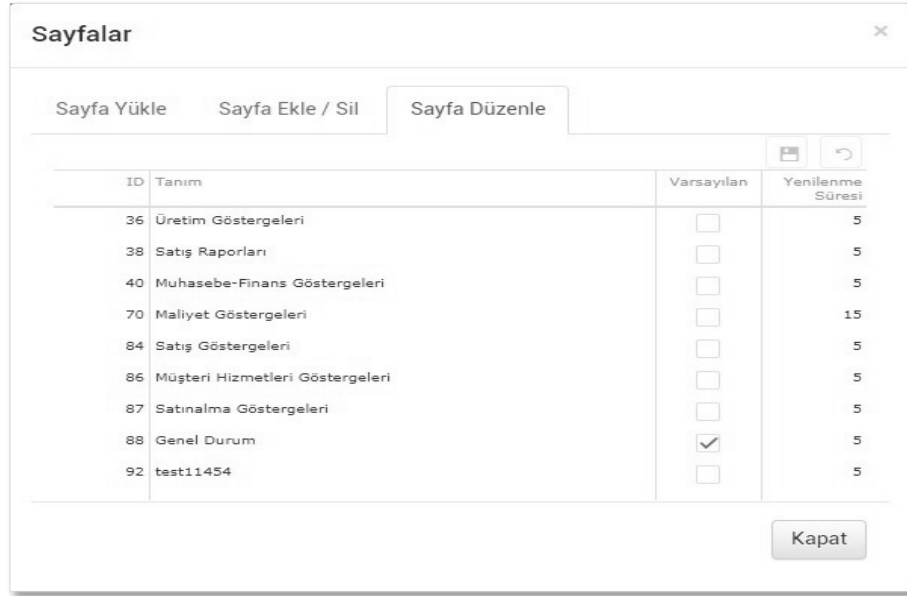 Sayfalar
Sayfa Yükle Sayfa Ekle / Sil Sayfa Düzenle
ID Tanım Varsayılan Yenilenme
Süresi
36 Üretim Göstergeleri 5
38 Satış Raporları 5
40 Muhasebe-Finans Göstergeleri 5
70 Maliyet Göstergeleri 15
84 Satış Göstergeleri 5
86 Müşteri Hizmetleri Göstergeleri 5
87 Satınalma Göstergeleri 5
88 Genel Durum 5
92 test11454 5
Kapat